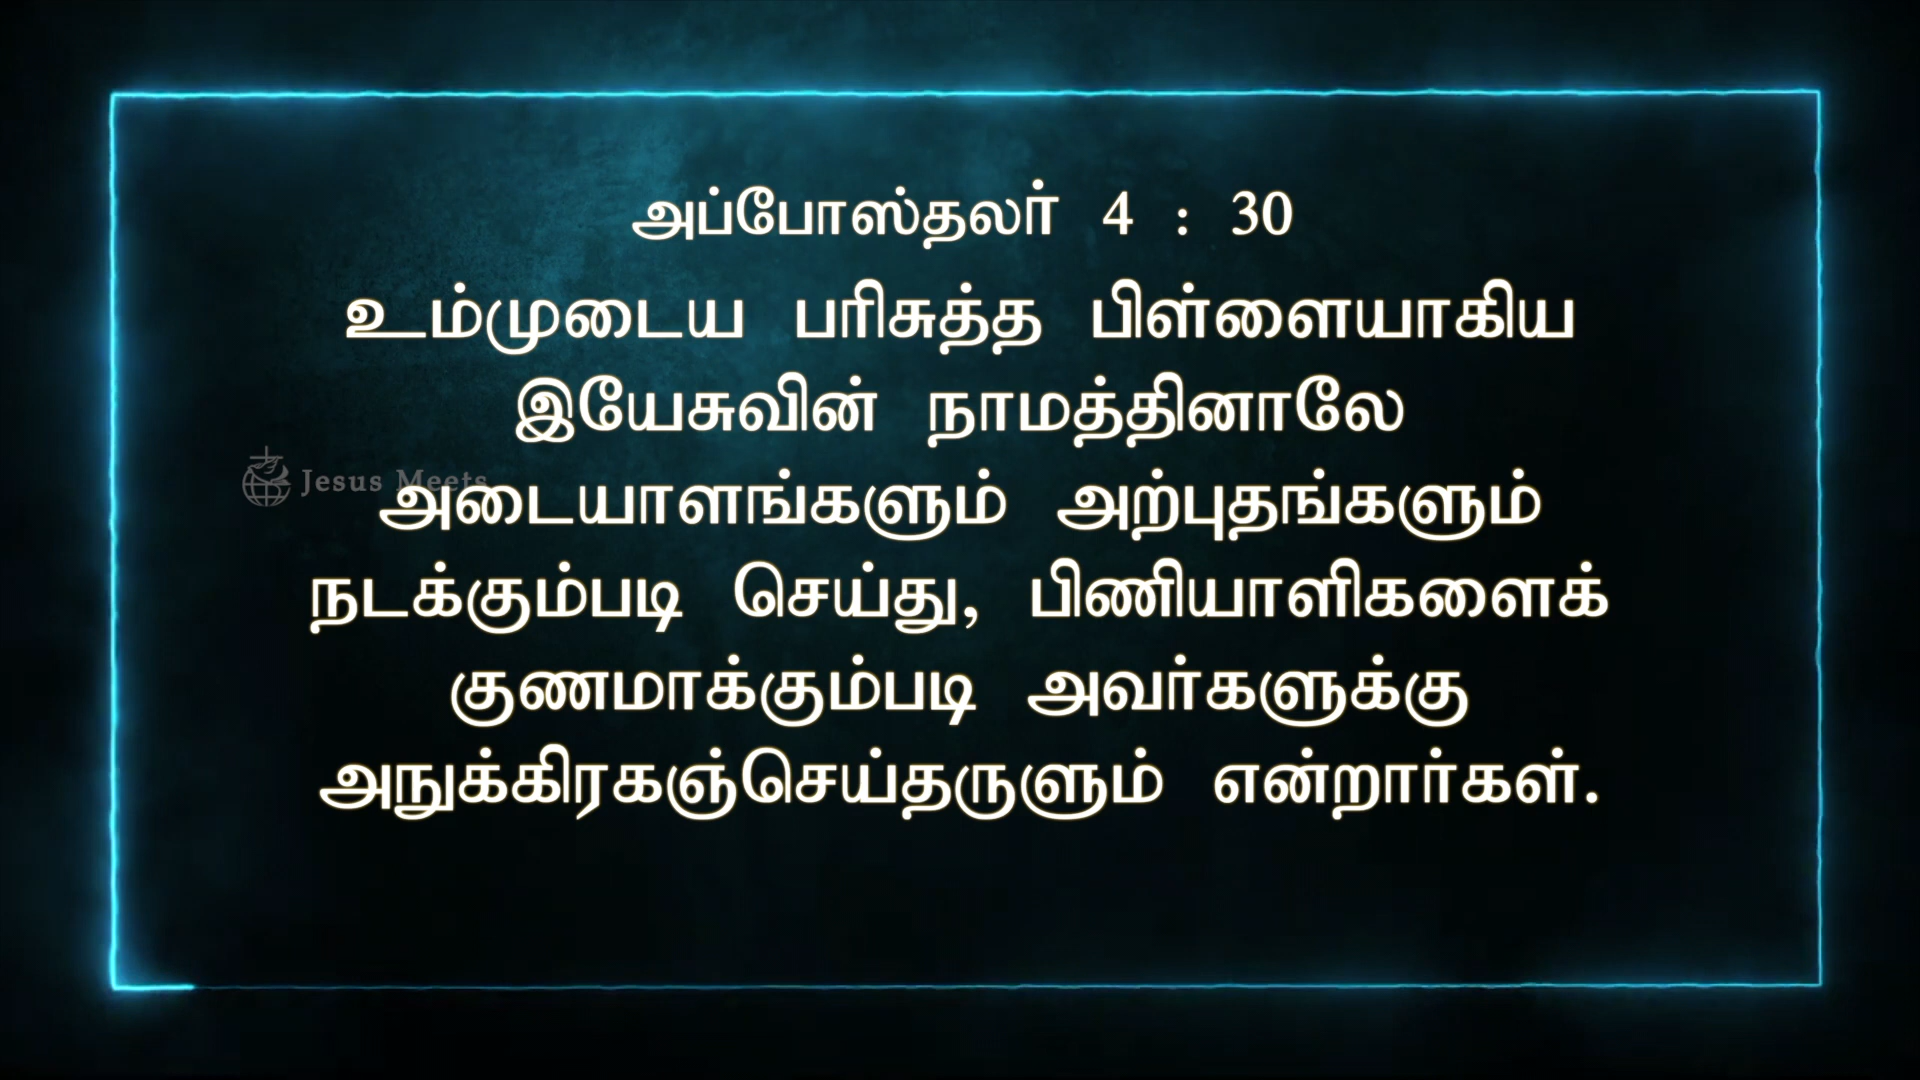 அப்போஸ்தலர் 4 : 30
உம்முடைய பரிசுத்த பிள்ளையாகிய
இயேசுவின் நாமத்தினாலே
Jesus Meets
அடையாளங்களும் அற்புதங்களும்
நடக்கும்படி செய்து, பிணியாளிகளைக்
குணமாக்கும்படி அவர்களுக்கு
அநுக்கிரகஞ்செய்தருளும் என்றார்கள்.